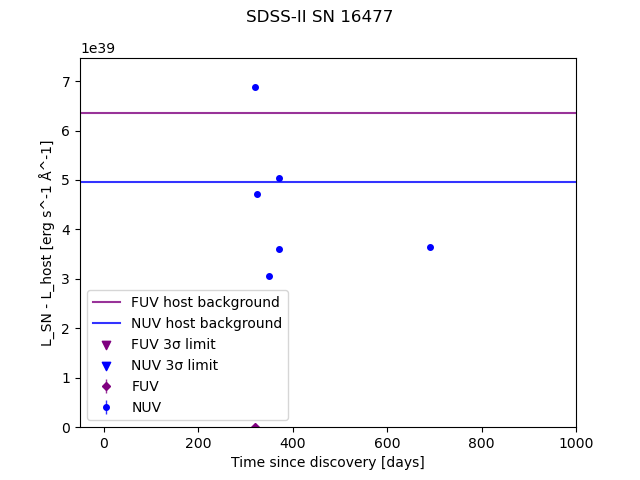 SDSS-II SN 16477
1e39
7
6
5
4
3
2
1
0
L_SN - L_host [erg s^-1 Å^-1]
FUV host background
NUV host background
FUV 3σ limit
NUV 3σ limit
FUV
NUV
0 200 400 600 800 1000
Time since discovery [days]